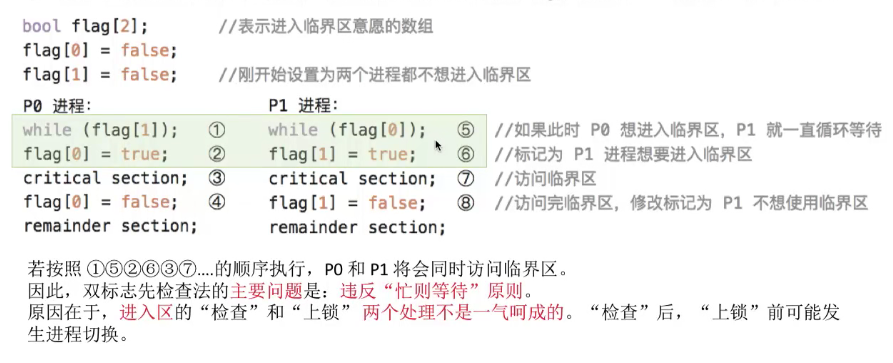 bool flag[2]; //表示进入临界区意愿的数组
flag[0] = false;
flag[1] = false; //刚开始设置为两个进程都不想进入临界区
P0 进程: P1 进程:
while (flag[1]); ① while (flag[0]); ⑤ //如果此时 P0 想进入临界区，P1 就一直循环等待
flag[0] = true; ② flag[1] = true; ⑥ //标记为 P1 进程想要进入临界区
critical section; ③ critical section; ⑦ //访问临界区
flag[0] = false; ④ flag[1] = false; ⑧ //访问完临界区，修改标记为 P1 不想使用临界区
remainder section; remainder section;
若按照 ①⑤②⑥③⑦....的顺序执行，P0 和 P1 将会同时访问临界区。
因此，双标志先检查法的主要问题是：违反“忙则等待”原则。
原因在于，进入区的“检查”和“上锁” 两个处理不是一气呵成的。“检查”后，“上锁”前可能发
生进程切换。